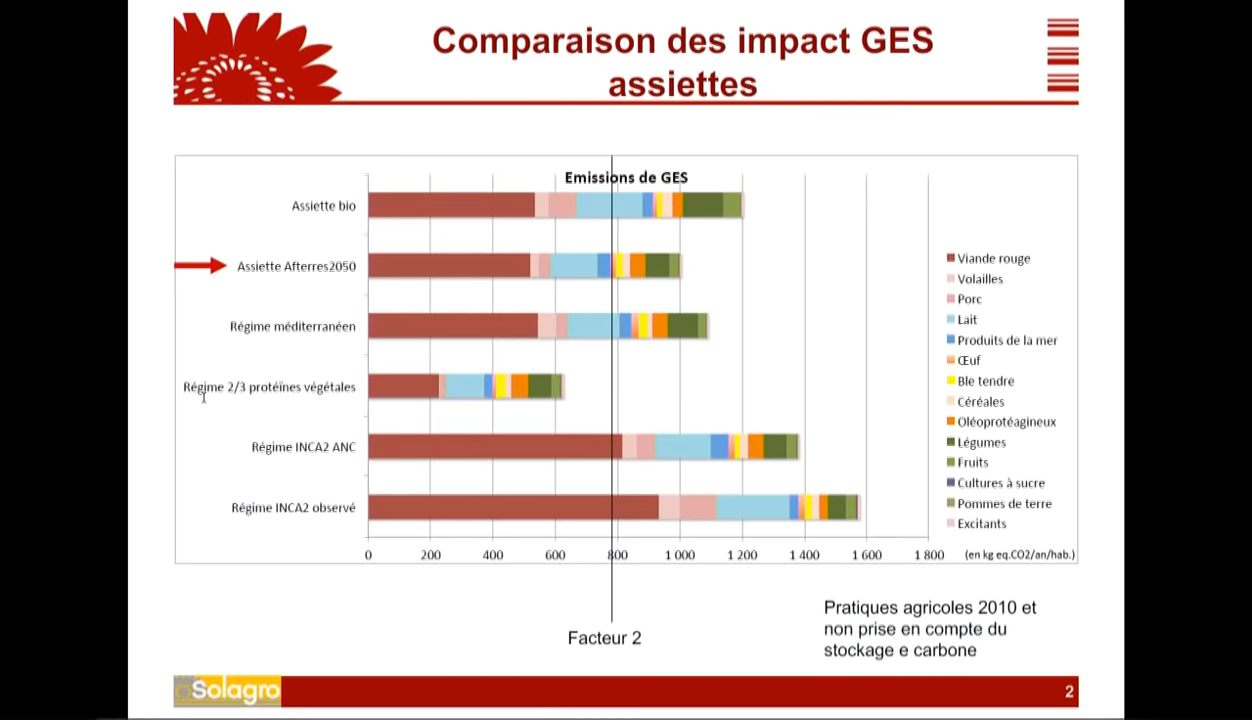 Comparaison des impact GES
assiettes
Emissions de GES
Assiette bio
Assiette Afterres2050
Régime méditerranéen
Régime 2/3 protéïnes végétales
Régime INCA2 ANC
Régime INCA2 observé
Viande rouge
Volailles
Porc
Lait
Produits de la mer
Œuf
Ble tendre
Céréales
Oléoprotéagineux
Légumes
Fruits
Cultures à sucre
Pommes de terre
Excitants
0 200 400 600 800 1 000 1 200 1 400 1 600 1 800 (en kg eq.CO2/an/hab.)
Facteur 2
Pratiques agricoles 2010 et
non prise en compte du
stockage e carbone
Solagro
2